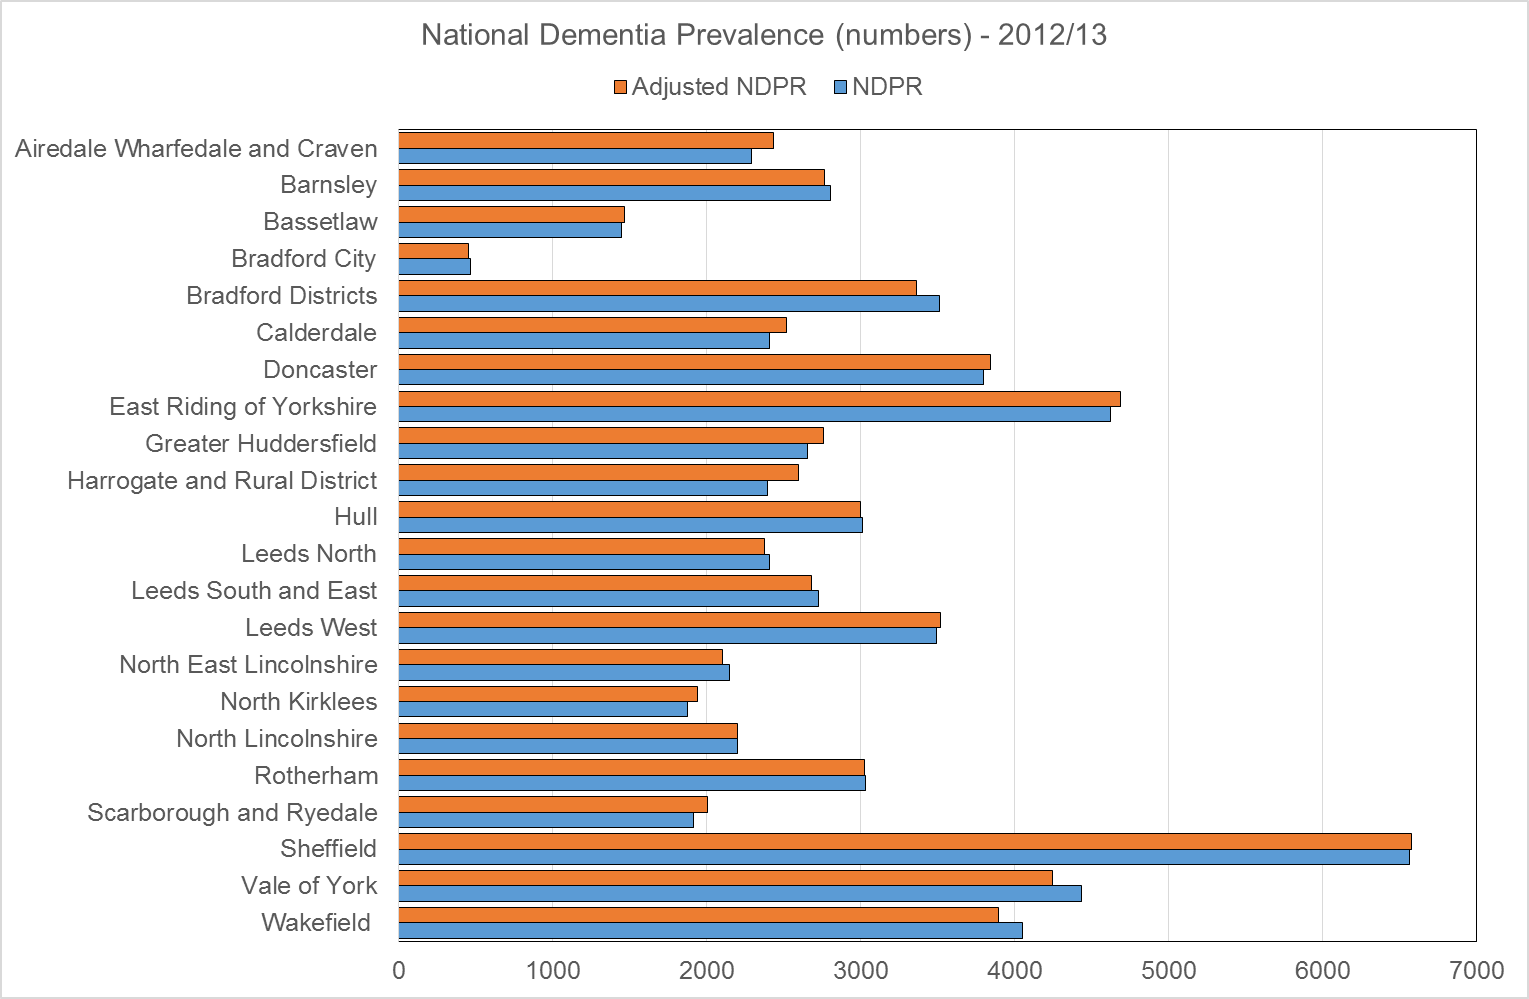 National Dementia Prevalence (numbers) - 2012/13
Adjusted NDPR NDPR
Airedale Wharfedale and Craven
Barnsley
Bassetlaw
Bradford City
Bradford Districts
Calderdale
Doncaster
East Riding of Yorkshire
Greater Huddersfield
Harrogate and Rural District
Hull
Leeds North
Leeds South and East
Leeds West
North East Lincolnshire
North Kirklees
North Lincolnshire
Rotherham
Scarborough and Ryedale
Sheffield
Vale of York
Wakefield
0 1000 2000 3000 4000 5000 6000 7000